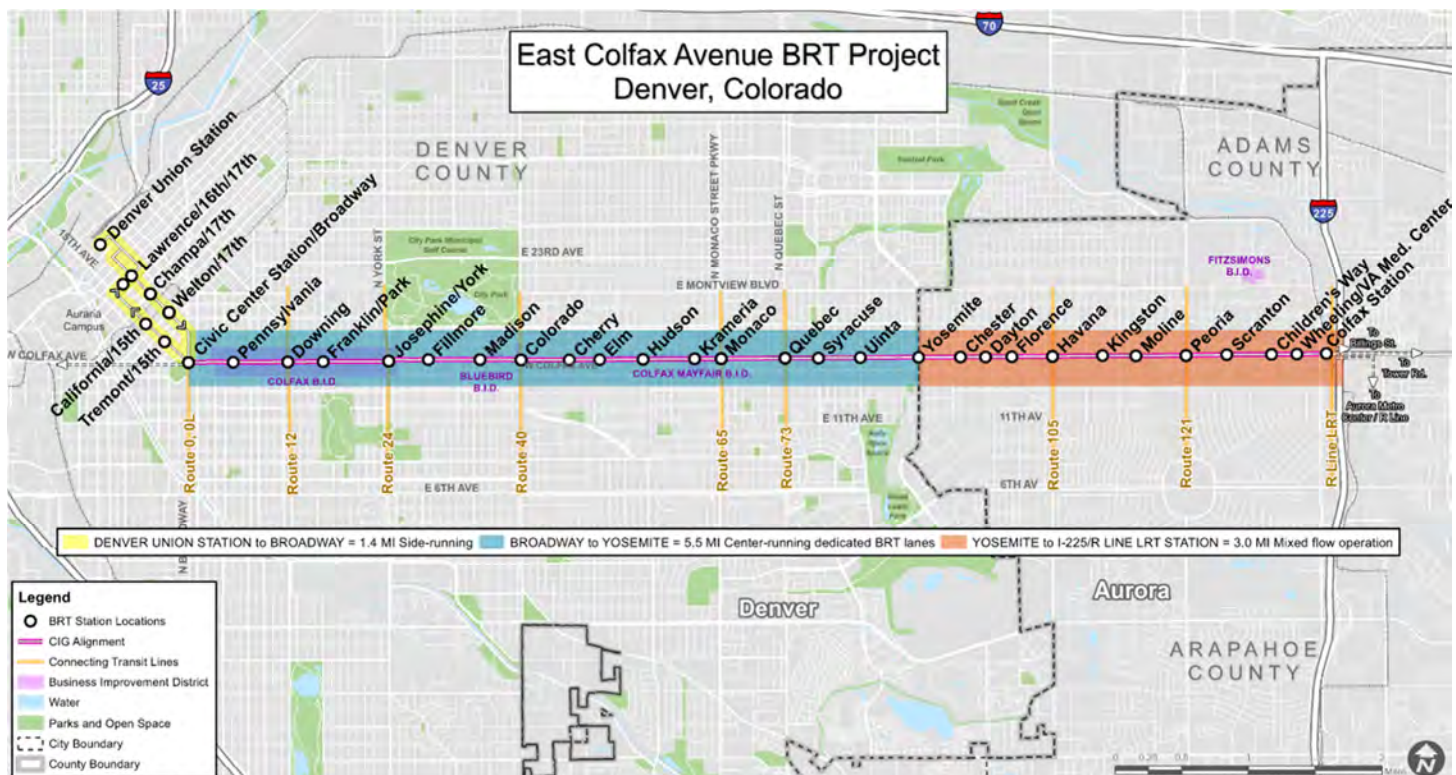 East Colfax Avenue BRT Project
Denver, Colorado
70
25
225
DENVER
COUNTY
ADAMS
COUNTY
N MONACO STREET PKWY
N QUEBEC ST
N YORK ST
15TH AVE
E 23RD AVE
E MONTVIEW BLVD
City Park Municipal
Golf Course
City Park
FITZSIMONS
B.I.D.
Auraria
Campus
W COLFAX AVE
Denver Union Station
Lawrence/16th/17th
Champa/17th
Welton/17th
California/15th
Tremont/15th
Civic Center Station/Broadway
Pennsylvania
Downing
Franklin/Park
Josephine/York
Fillmore
Madison
Colorado
Cherry
Elm
Hudson
Krameria
Monaco
Quebec
Syracuse
Uinta
Yosemite
Chester
Dayton
Florence
Havana
Kingston
Moline
Peoria
Scranton
Children's Way
Wheeling/VA Med. Center
Colfax Station
To
Billings St.
To
Tower Rd.
To
Aurora Metro
Center / R Line
COLFAX B.I.D.
BLUEBIRD
B.I.D.
COLFAX MAYFAIR B.I.D.
E 11TH AVE
11TH AV
E 6TH AVE
6TH AV
Route 0, 0L
Route 12
Route 24
Route 40
Route 65
Route 73
Route 105
Route 121
R Line LRT
DENVER UNION STATION to BROADWAY = 1.4 MI Side-running
BROADWAY to YOSEMITE = 5.5 MI Center-running dedicated BRT lanes
YOSEMITE to I-225/R LINE LRT STATION = 3.0 MI Mixed flow operation
Denver
Aurora
ARAPAHOE
COUNTY
Legend
BRT Station Locations
CIG Alignment
Connecting Transit Lines
Business Improvement District
Water
Parks and Open Space
City Boundary
County Boundary
N